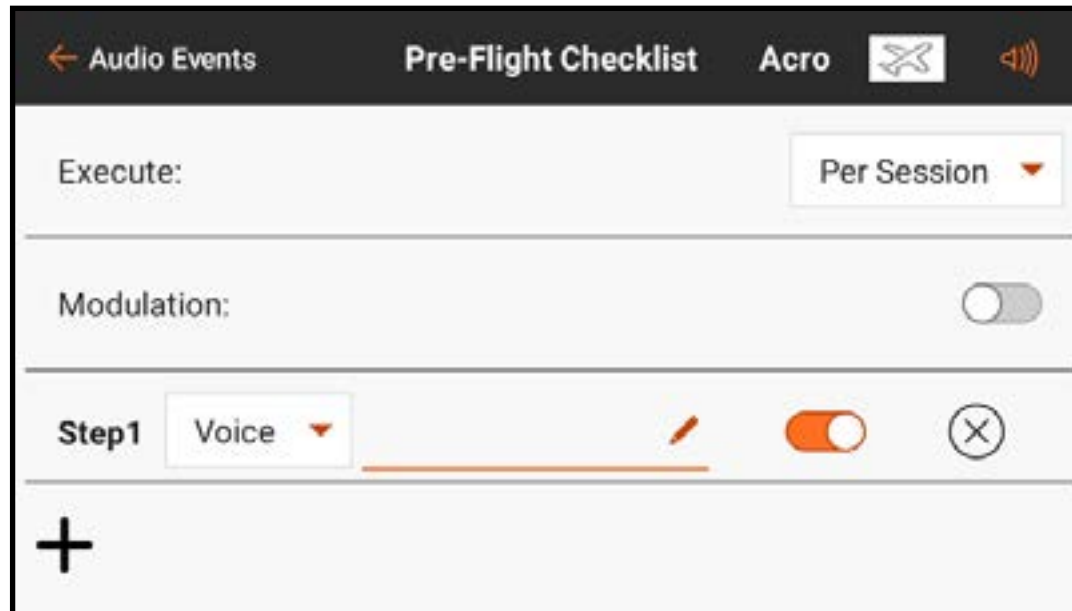 Audio Events Pre-Flight Checklist Acro
Execute: Per Session
Modulation:
Step1 Voice